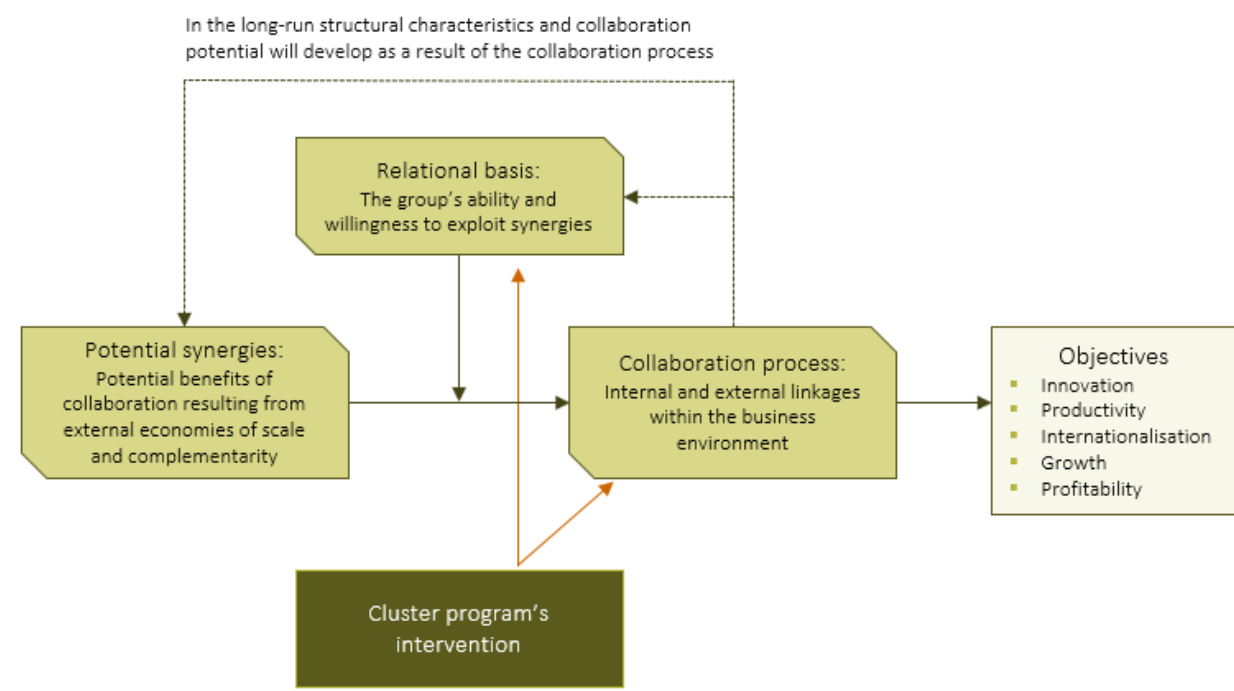 In the long-run structural characteristics and collaboration
potential will develop as a result of the collaboration process
Relational basis:
The group's ability and
willingness to exploit synergies
Potential synergies:
Potential benefits of
collaboration resulting from
external economies of scale
and complementarity
Collaboration process:
Internal and external linkages
within the business
environment
Objectives
▪ Innovation
▪ Productivity
▪ Internationalisation
▪ Growth
▪ Profitability
Cluster program's
intervention